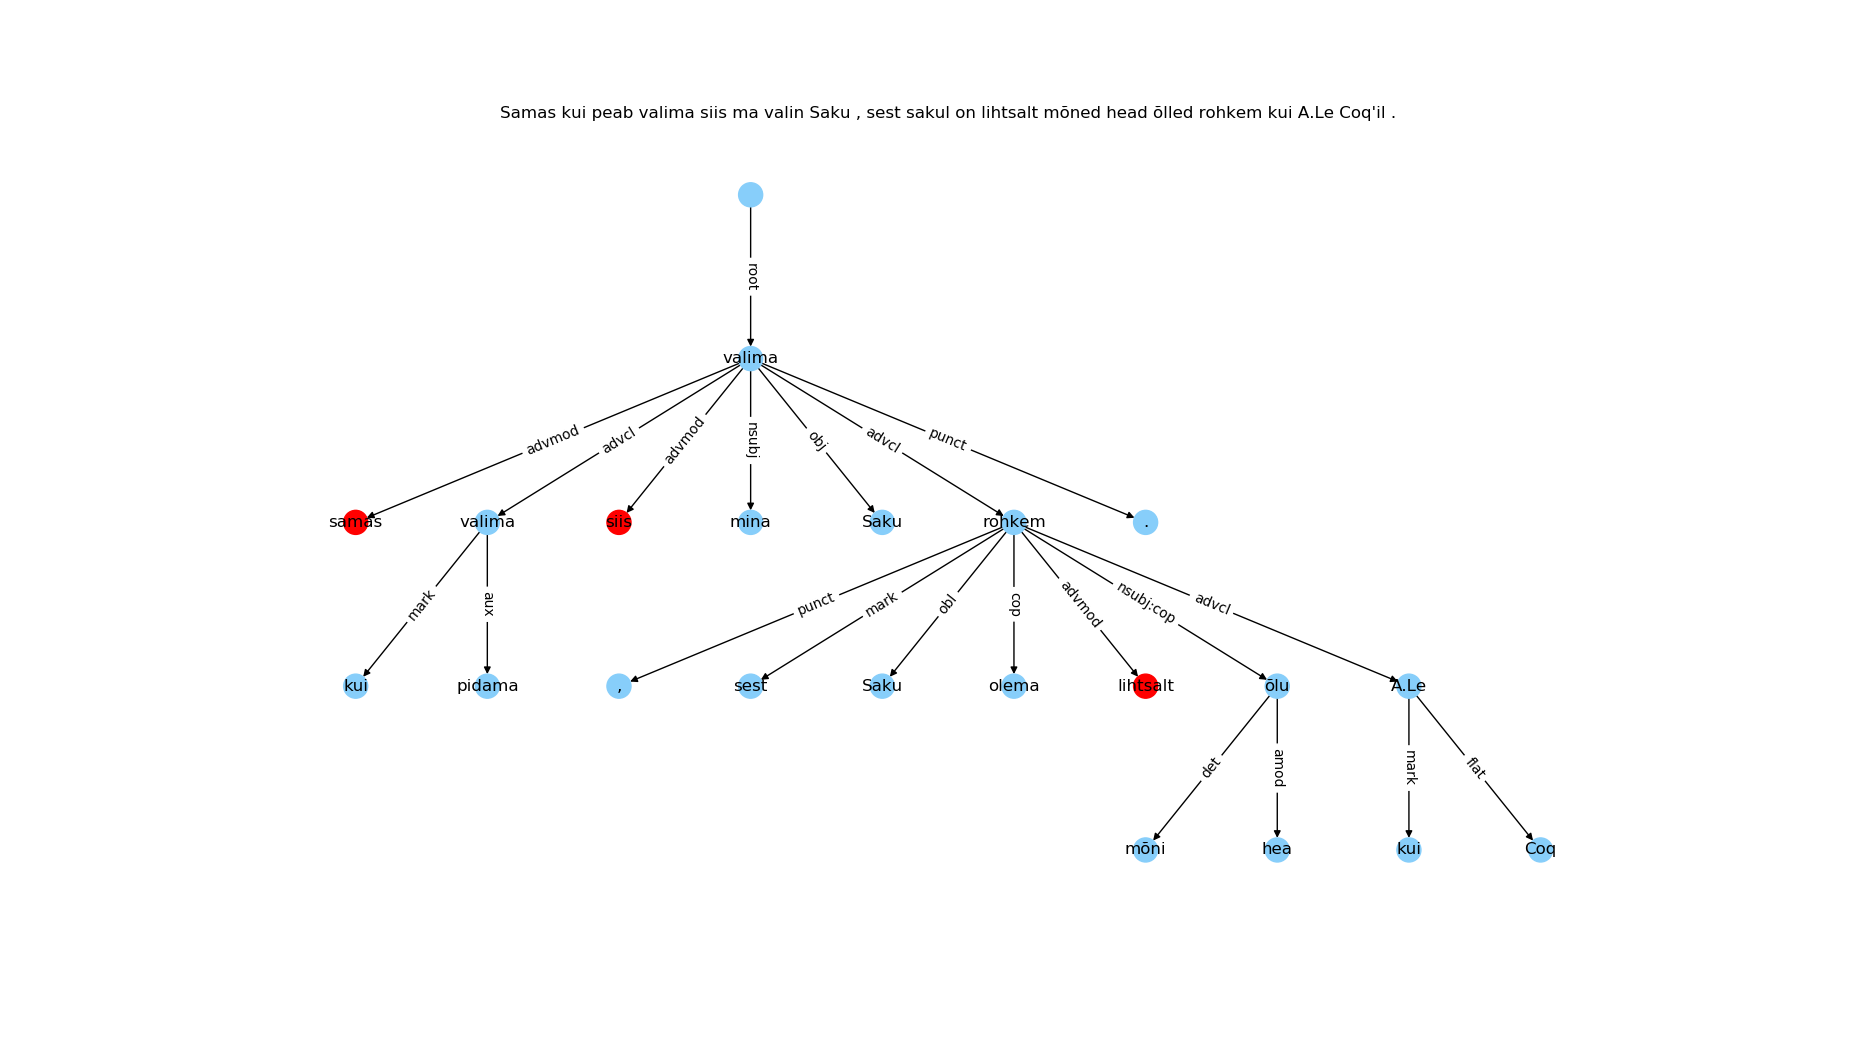 Samas kui peab valima siis ma valin Saku , sest sakul on lihtsalt mõned head õlled rohkem kui A.Le Coq'il .
root
valima
advmod advcl advmod nsubj obj advcl punct
samas valima siis mina Saku rohkem .
mark aux punct mark obl cop advmod nsubj:cop advcl
kui pidama , sest Saku olema lihtsalt õlu A.Le
det amod mark flat
mõni hea kui Coq